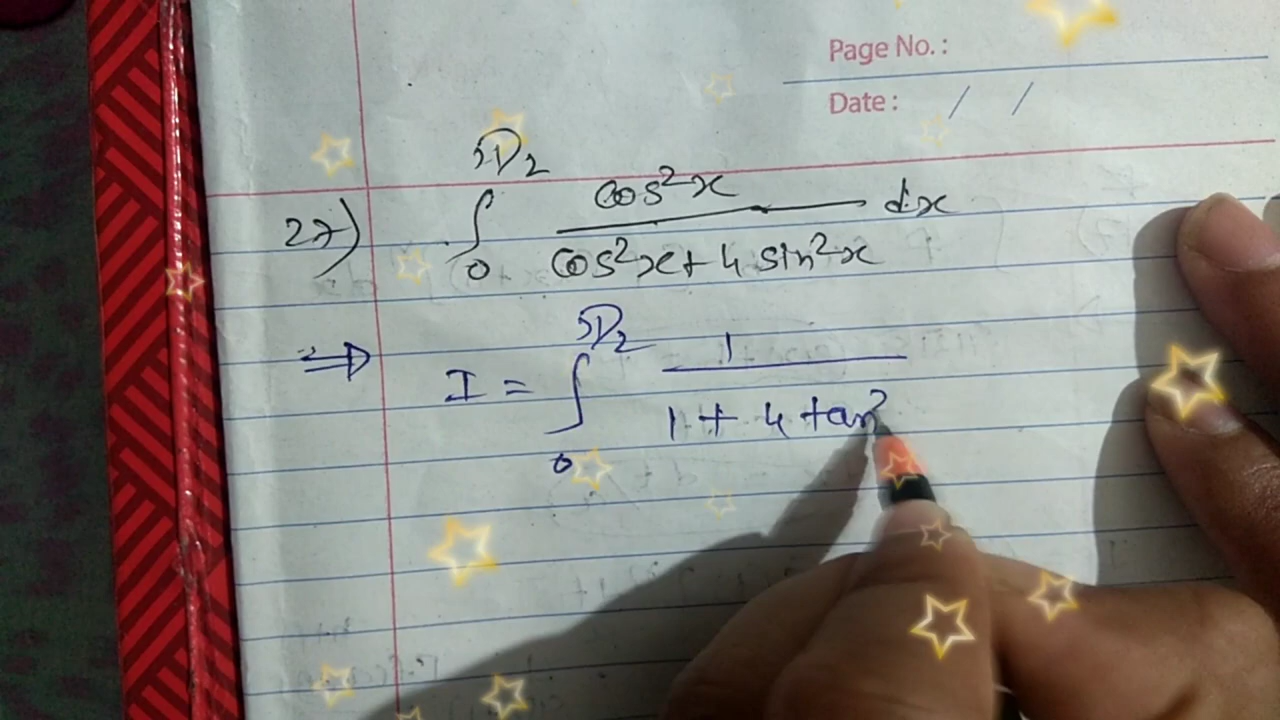 Page No. :
Date : / /
27) ∫₀^(π/2) cos²x / (cos²x + 4 sin²x) dx
⇒ I = ∫₀^(π/2) 1 / (1 + 4 tan²